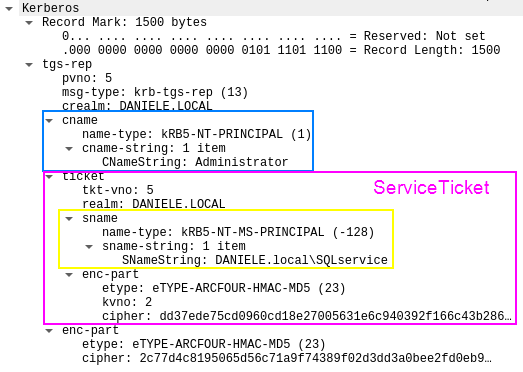 Kerberos
Record Mark: 1500 bytes
0... .... .... .... .... .... .... .... = Reserved: Not set
.000 0000 0000 0000 0000 0101 1101 1100 = Record Length: 1500
tgs-rep
pvno: 5
msg-type: krb-tgs-rep (13)
crealm: DANIELE.LOCAL
cname
name-type: kRB5-NT-PRINCIPAL (1)
cname-string: 1 item
CNameString: Administrator
ticket
ServiceTicket
tkt-vno: 5
realm: DANIELE.LOCAL
sname
name-type: kRB5-NT-MS-PRINCIPAL (-128)
sname-string: 1 item
SNameString: DANIELE.local\SQLservice
enc-part
etype: eTYPE-ARCFOUR-HMAC-MD5 (23)
kvno: 2
cipher: dd37ede75cd0960cd18e27005631e6c940392f166c43b286…
enc-part
etype: eTYPE-ARCFOUR-HMAC-MD5 (23)
cipher: 2c77d4c8195065d56c71a9f74389f02d3dd3a0bee2fd0eb9…